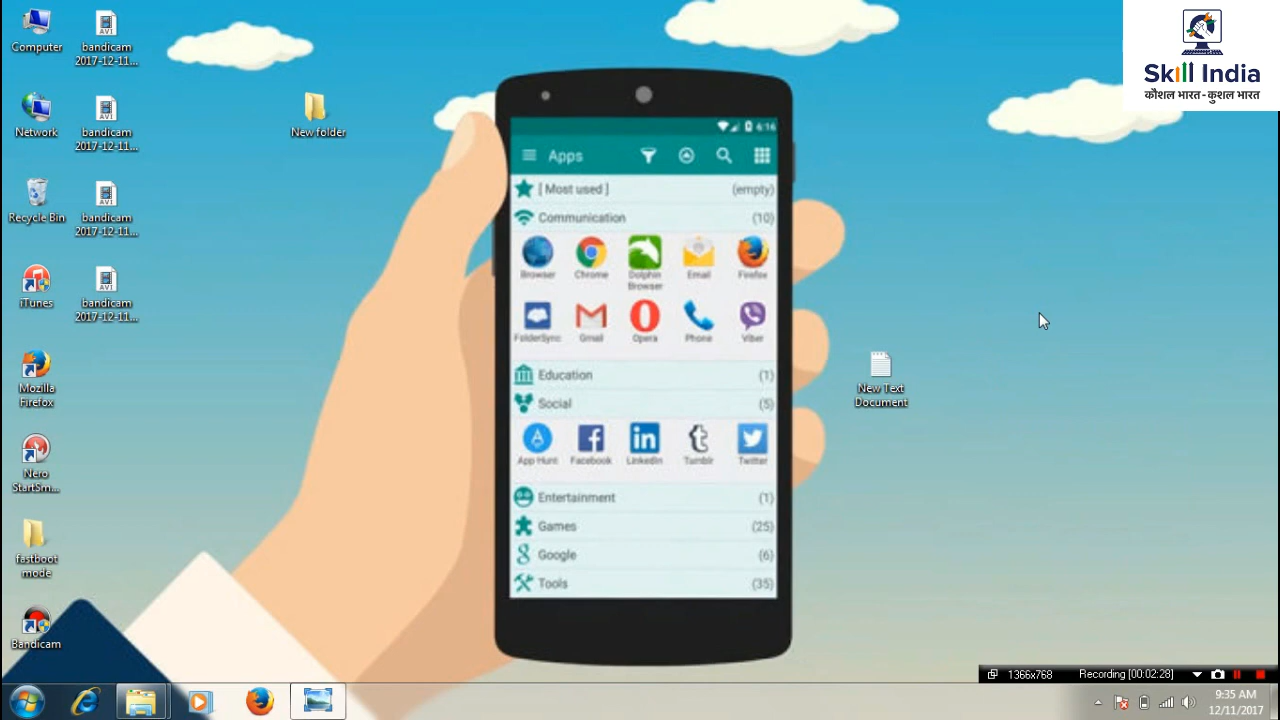 Computer
bandicam
2017-12-11...
Network
bandicam
2017-12-11...
New folder
Recycle Bin
bandicam
2017-12-11...
iTunes
bandicam
2017-12-11...
Mozilla
Firefox
Nero
StartSm...
fastboot
mode
Bandicam
6:16
Apps
[ Most used ] (empty)
Communication (10)
Browser Chrome Dolphin Browser Email Firefox
FolderSync Gmail Opera Phone Viber
Education (1)
Social (5)
App Hunt Facebook LinkedIn Tumblr Twitter
Entertainment (1)
Games (25)
Google (6)
Tools (35)
New Text
Document
Skill India
कौशल भारत - कुशल भारत
1366x768 Recording [00:02:28]
9:35 AM
12/11/2017